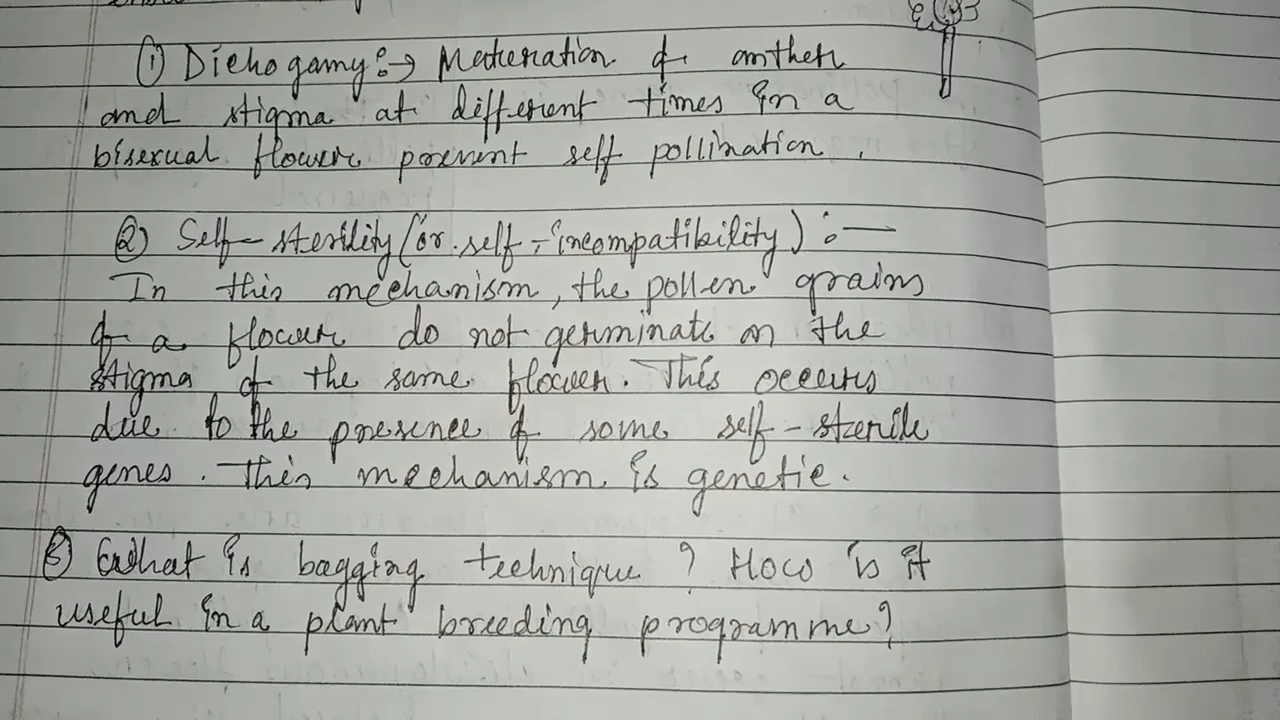 ① Dichogamy :→ Maturation of anther
and stigma at different times in a
bisexual flower prevent self pollination.
② Self-sterility (or self-incompatibility) :—
In this mechanism, the pollen grains
of a flower do not germinate on the
stigma of the same flower. This occurs
due to the presence of some self-sterile
genes. This mechanism is genetic.
③ What is bagging technique? How is it
useful in a plant breeding programme?